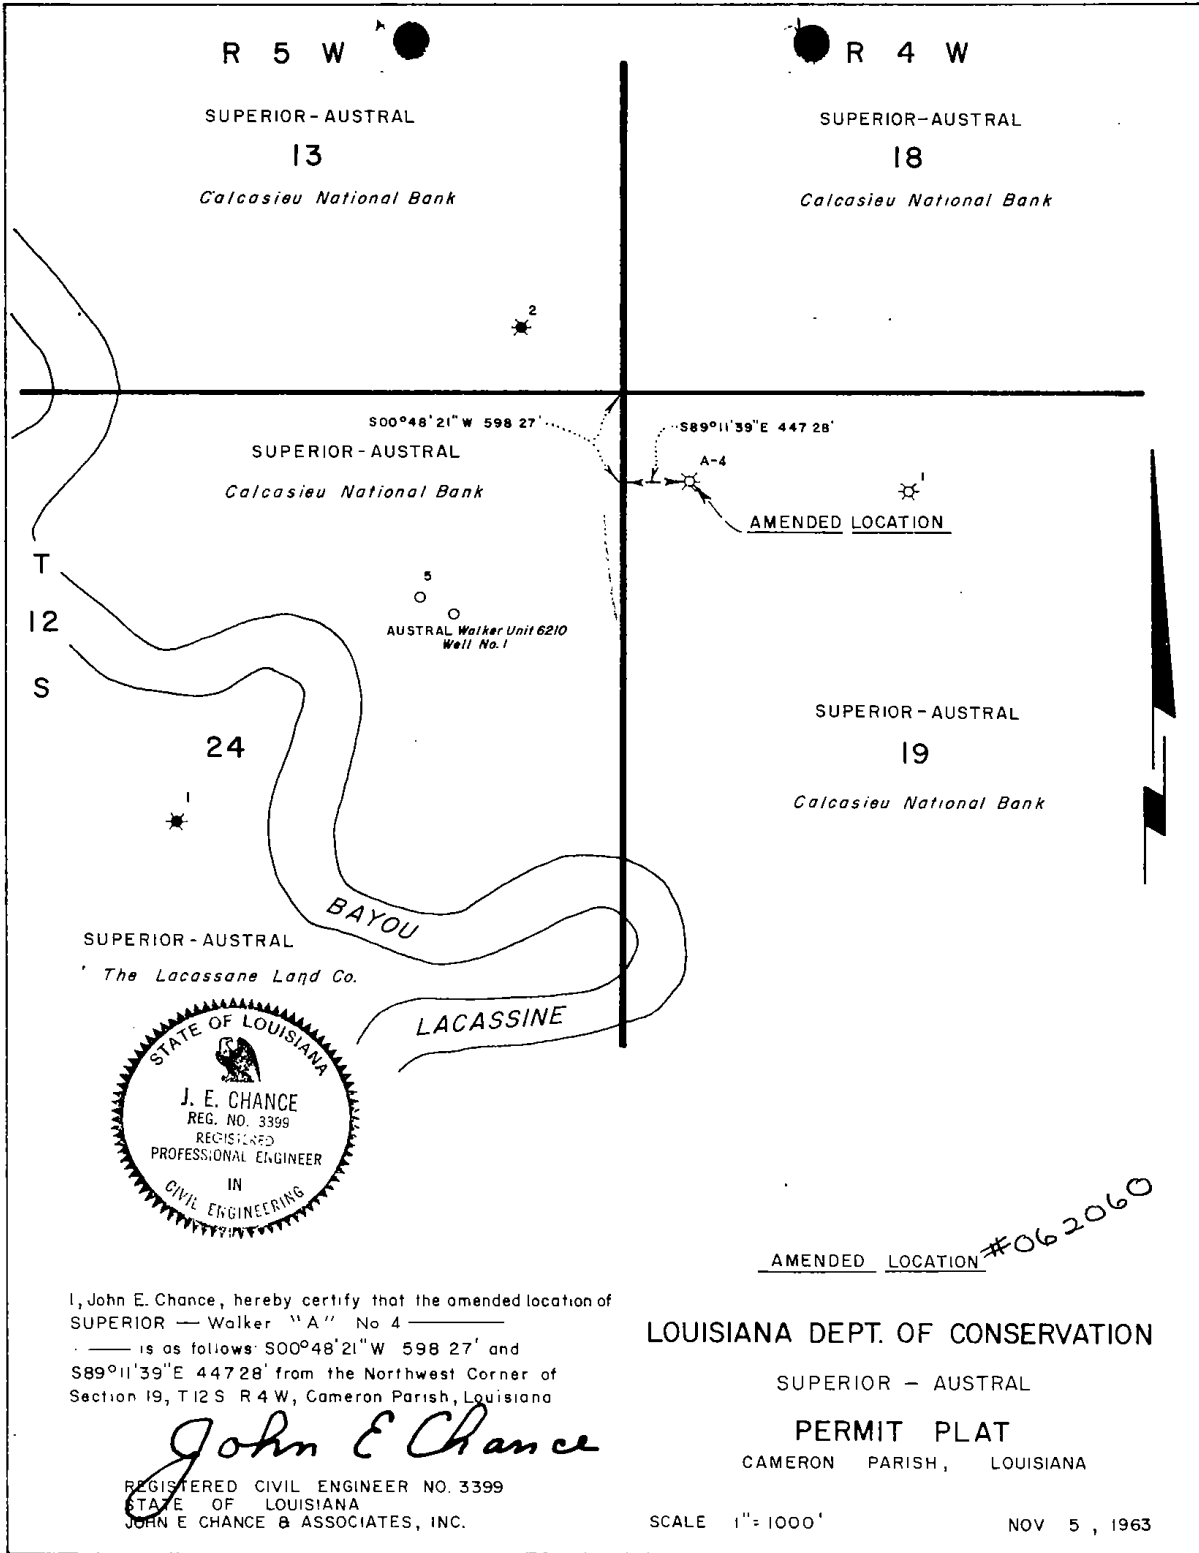 R 5 W
R 4 W
SUPERIOR-AUSTRAL
13
Calcasieu National Bank
SUPERIOR-AUSTRAL
18
Calcasieu National Bank
2
S00°48'21"W 598 27'
S89°11'39"E 447 28'
SUPERIOR-AUSTRAL
Calcasieu National Bank
A-4
1
AMENDED LOCATION
T
12
S
5
AUSTRAL Walker Unit 6210
Well No. 1
24
1
SUPERIOR-AUSTRAL
19
Calcasieu National Bank
BAYOU
LACASSINE
SUPERIOR-AUSTRAL
The Lacassane Land Co.
STATE OF LOUISIANA
J. E. CHANCE
REG. NO. 3399
REGISTERED
PROFESSIONAL ENGINEER
IN
CIVIL ENGINEERING
AMENDED LOCATION #062060
I, John E. Chance, hereby certify that the amended location of
SUPERIOR — Walker "A" No 4 ———
—— is as follows: S00°48'21"W 598 27' and
S89°11'39"E 447 28' from the Northwest Corner of
Section 19, T 12 S R 4 W, Cameron Parish, Louisiana
John E Chance
REGISTERED CIVIL ENGINEER NO. 3399
STATE OF LOUISIANA
JOHN E CHANCE & ASSOCIATES, INC.
LOUISIANA DEPT. OF CONSERVATION
SUPERIOR — AUSTRAL
PERMIT PLAT
CAMERON PARISH, LOUISIANA
SCALE 1"=1000'
NOV 5, 1963